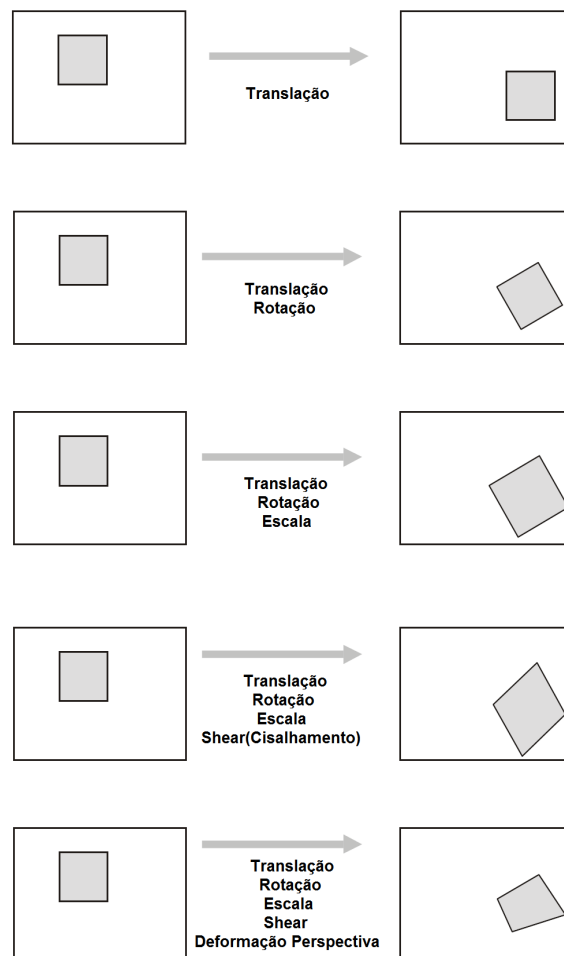 Translação
Translação
Rotação
Translação
Rotação
Escala
Translação
Rotação
Escala
Shear(Cisalhamento)
Translação
Rotação
Escala
Shear
Deformação Perspectiva